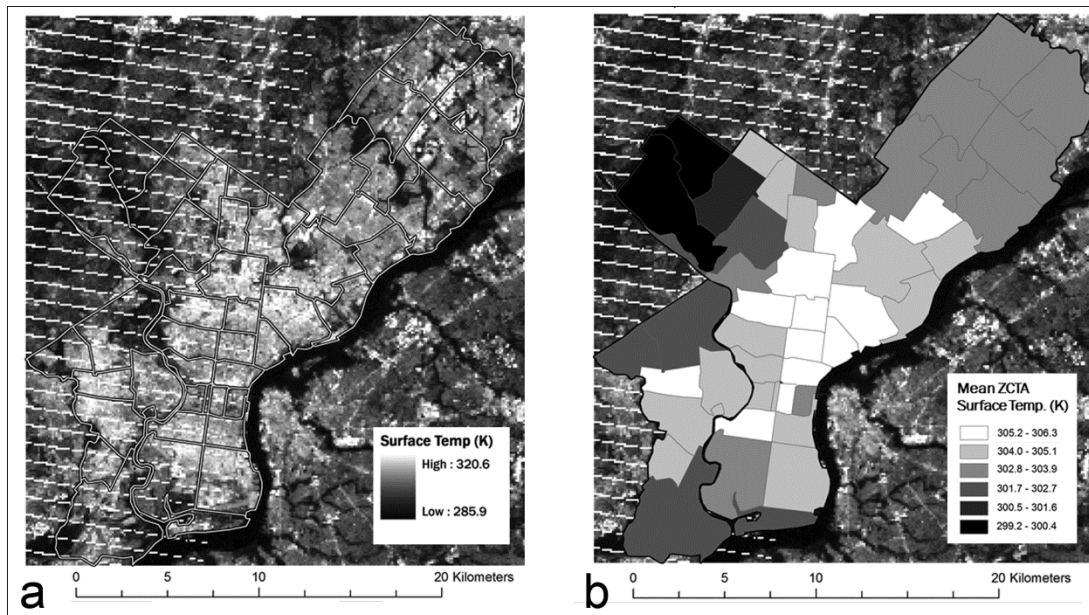 Surface Temp (K)
High : 320.6
Low : 285.9
a
0 5 10 20 Kilometers
Mean ZCTA
Surface Temp. (K)
305.2 - 306.3
304.0 - 305.1
302.8 - 303.9
301.7 - 302.7
300.5 - 301.6
299.2 - 300.4
b
0 5 10 20 Kilometers